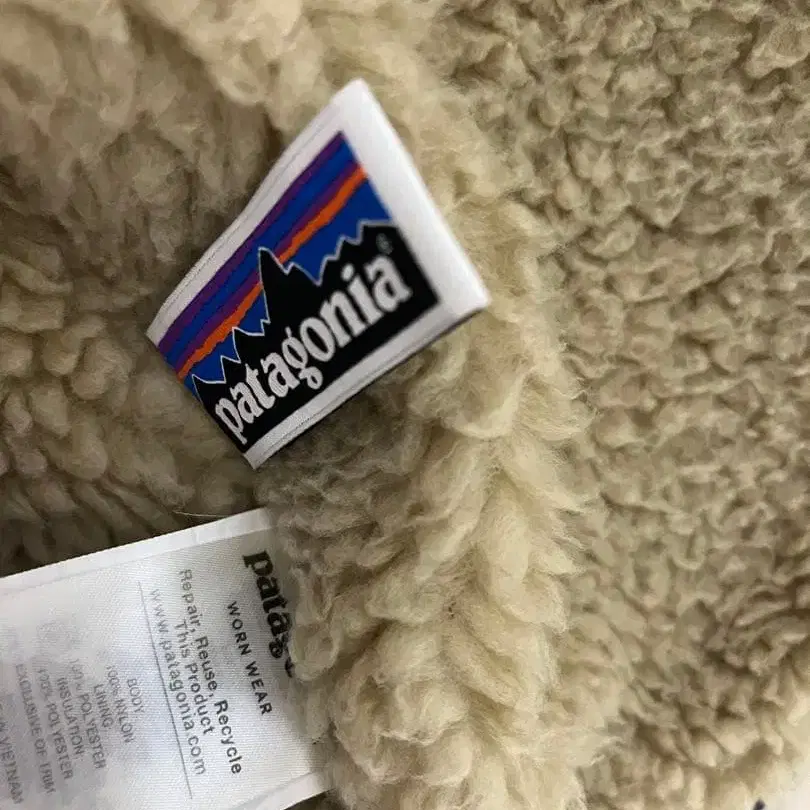 patagonia®
patag
WORN WEAR
Repair, Reuse, Recycle
This Product
www.patagonia.com
BODY:
100% NYLON
LINING:
100% POLYESTER
INSULATION:
100% POLYESTER
EXCLUSIVE OF TRIM
VIETNAM